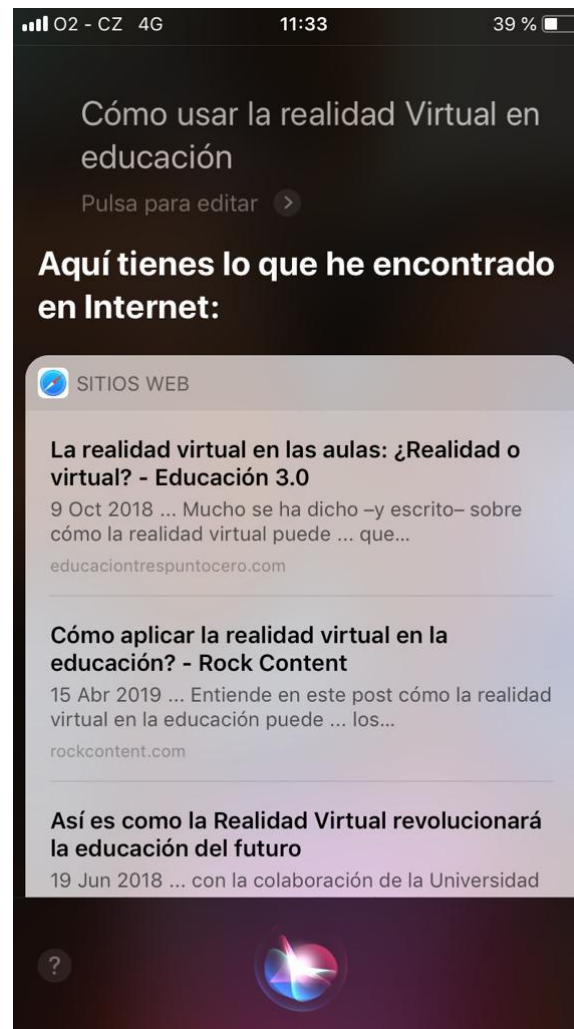 O2 - CZ 4G 11:33 39 %
Cómo usar la realidad Virtual en
educación
Pulsa para editar >
Aquí tienes lo que he encontrado
en Internet:
SITIOS WEB
La realidad virtual en las aulas: ¿Realidad o
virtual? - Educación 3.0
9 Oct 2018 ... Mucho se ha dicho –y escrito– sobre
cómo la realidad virtual puede ... que...
educaciontrespuntocero.com
Cómo aplicar la realidad virtual en la
educación? - Rock Content
15 Abr 2019 ... Entiende en este post cómo la realidad
virtual en la educación puede ... los...
rockcontent.com
Así es como la Realidad Virtual revolucionará
la educación del futuro
19 Jun 2018 ... con la colaboración de la Universidad
?